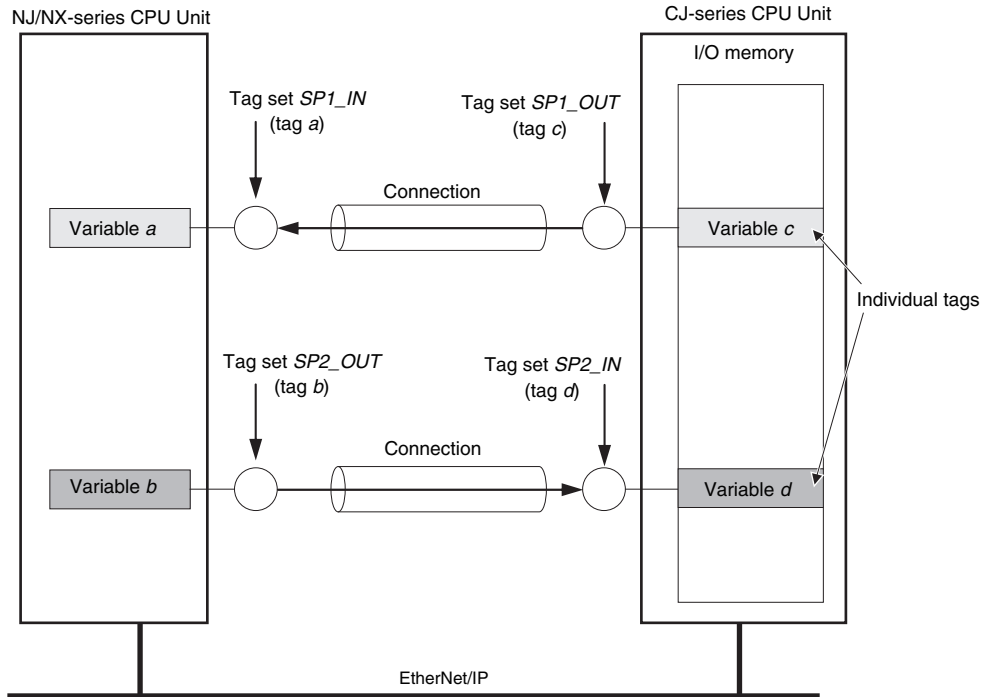 NJ/NX-series CPU Unit
CJ-series CPU Unit
I/O memory
Tag set SP1_IN
(tag a)
Tag set SP1_OUT
(tag c)
Connection
Variable a
Variable c
Individual tags
Tag set SP2_OUT
(tag b)
Tag set SP2_IN
(tag d)
Connection
Variable b
Variable d
EtherNet/IP